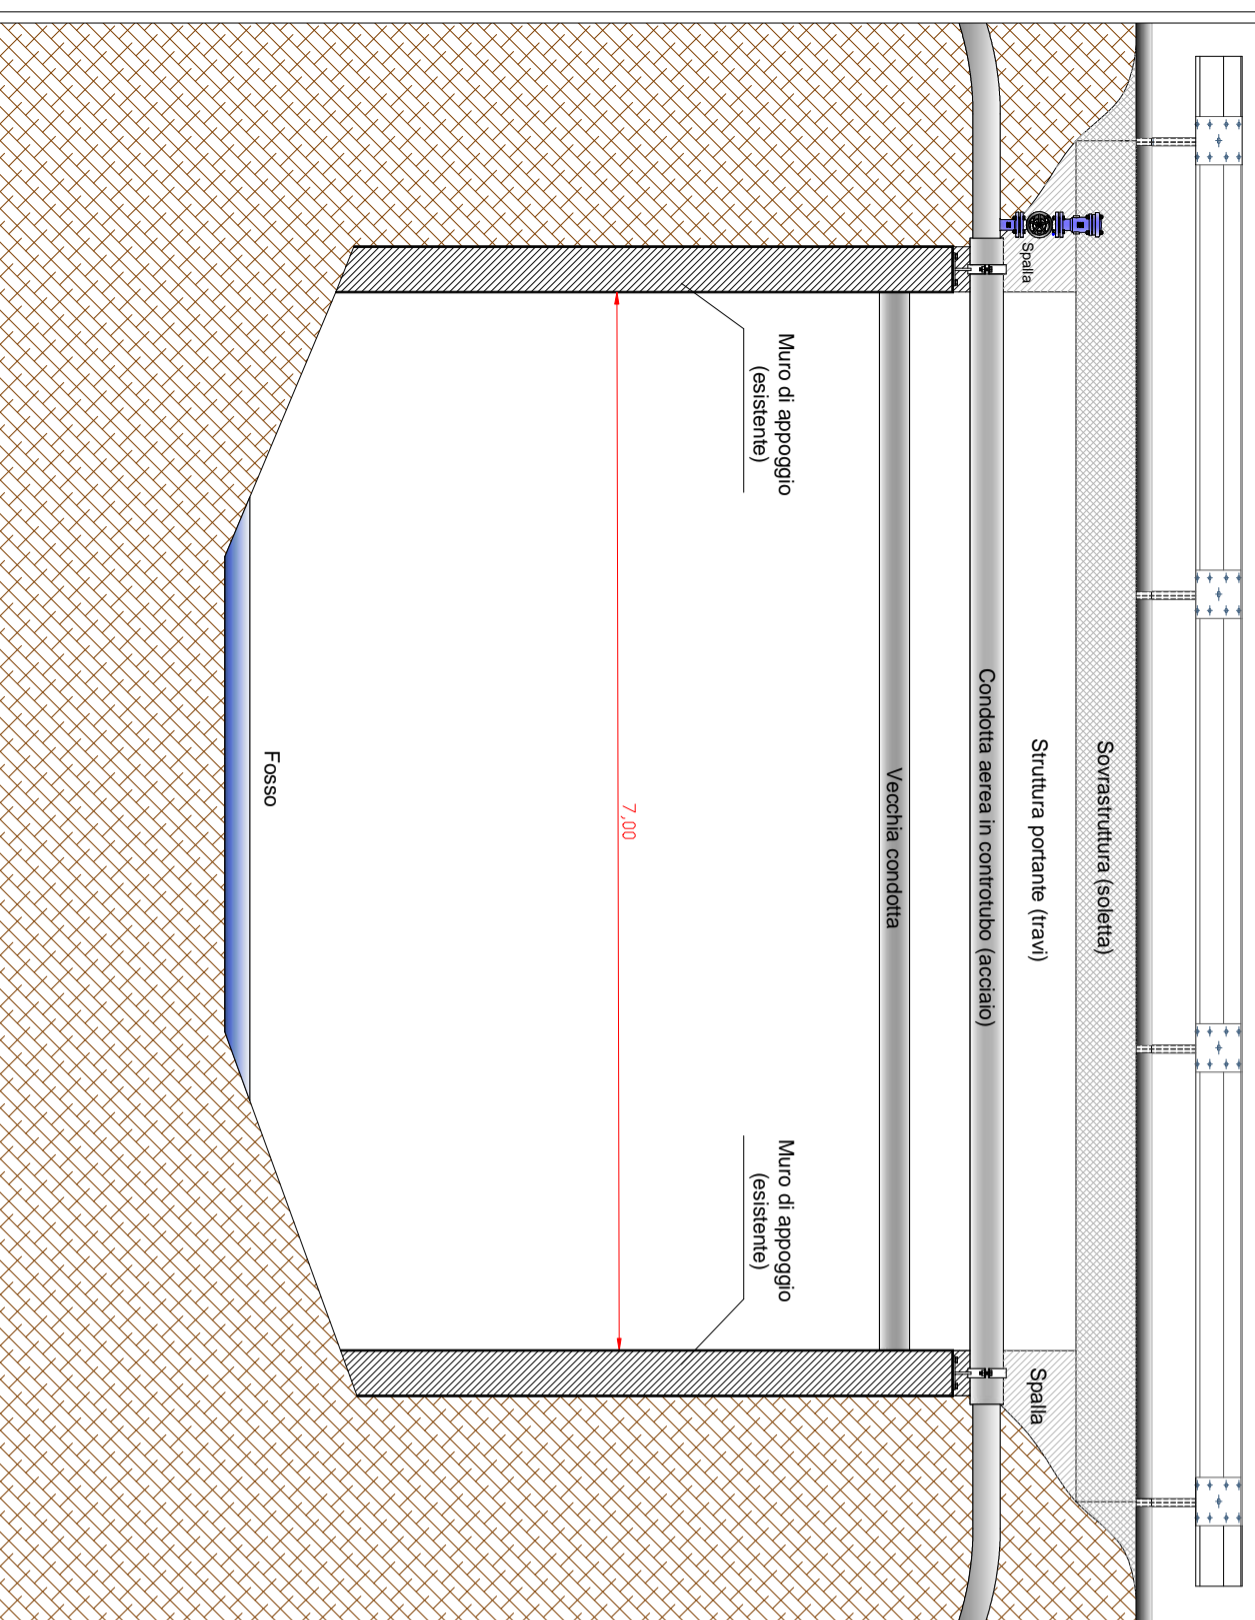 Sovrastruttura (soletta)
Struttura portante (travi)
Spalla
Spalla
Condotta aerea in controtubo (acciaio)
Vecchia condotta
Muro di appoggio
(esistente)
Muro di appoggio
(esistente)
7,00
Fosso